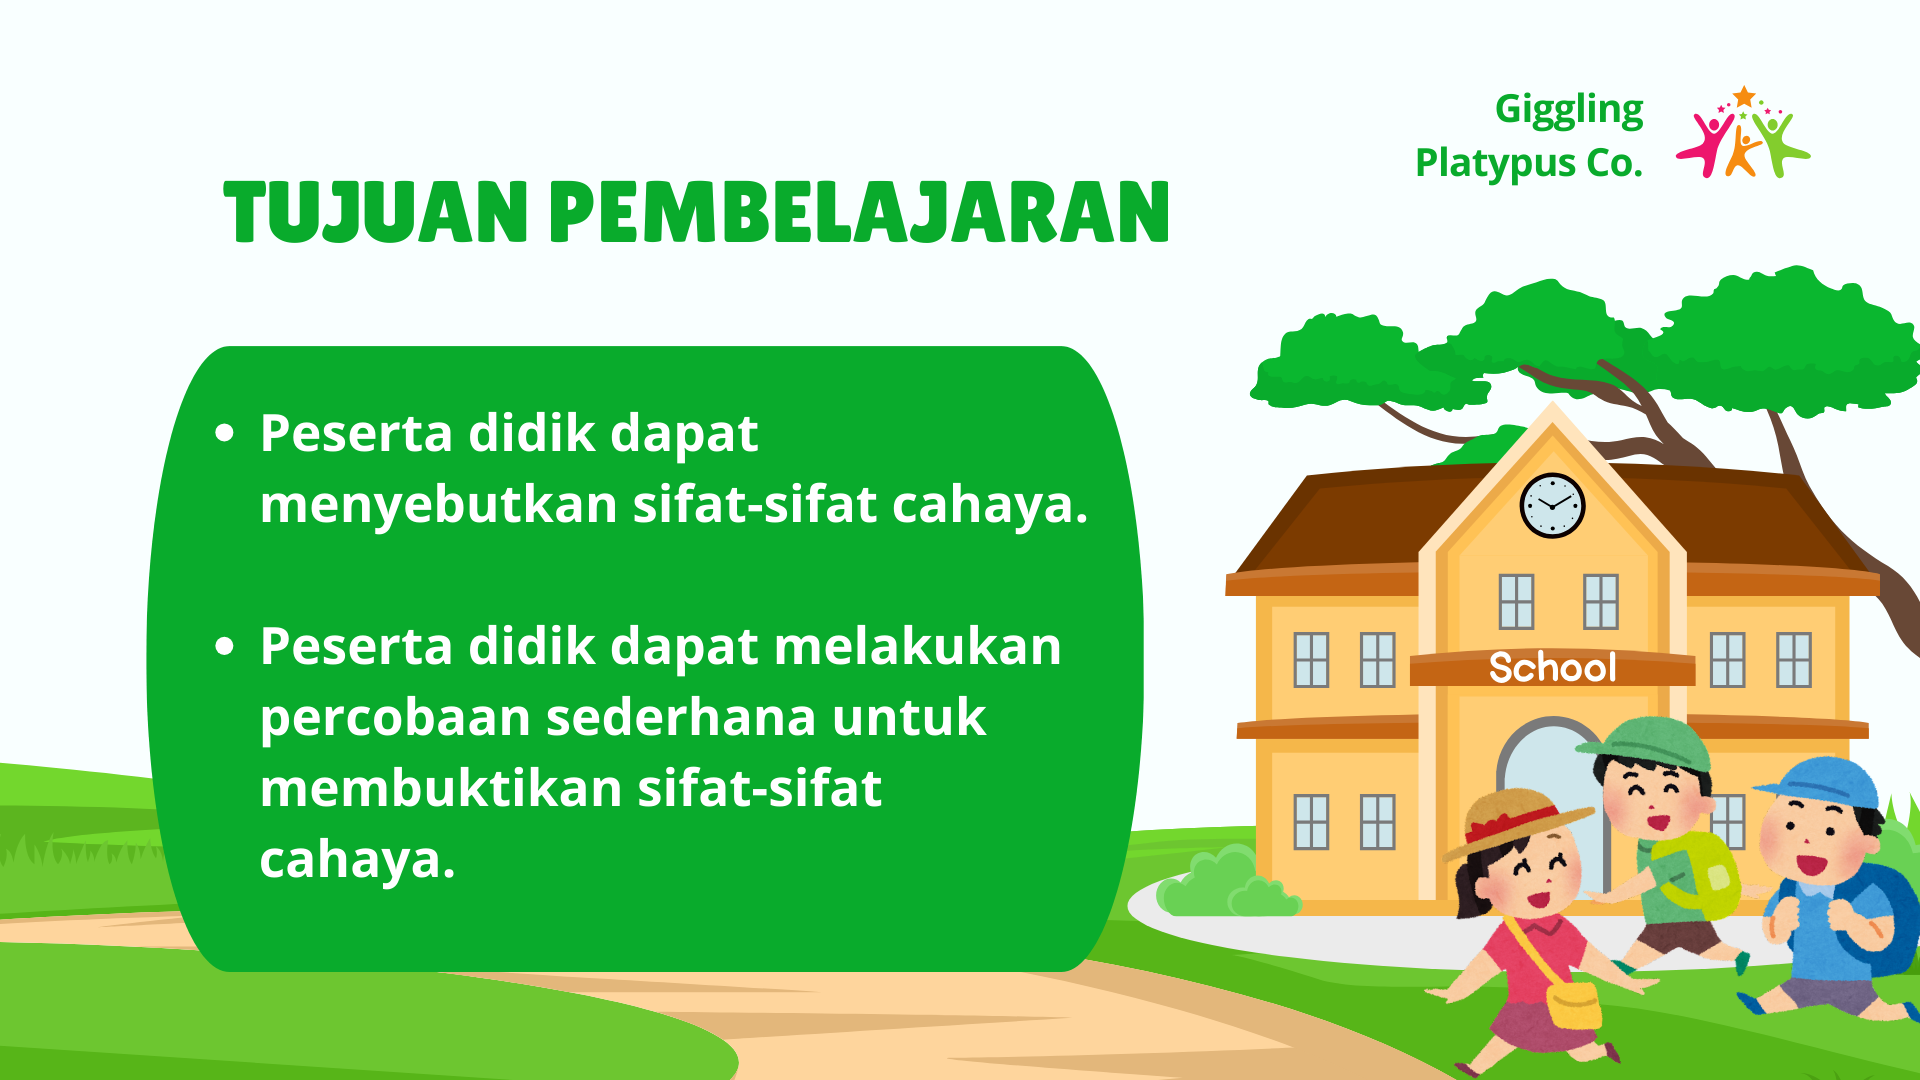 Giggling
Platypus Co.
TUJUAN PEMBELAJARAN
• Peserta didik dapat
menyebutkan sifat-sifat cahaya.
• Peserta didik dapat melakukan
percobaan sederhana untuk
membuktikan sifat-sifat
cahaya.
School